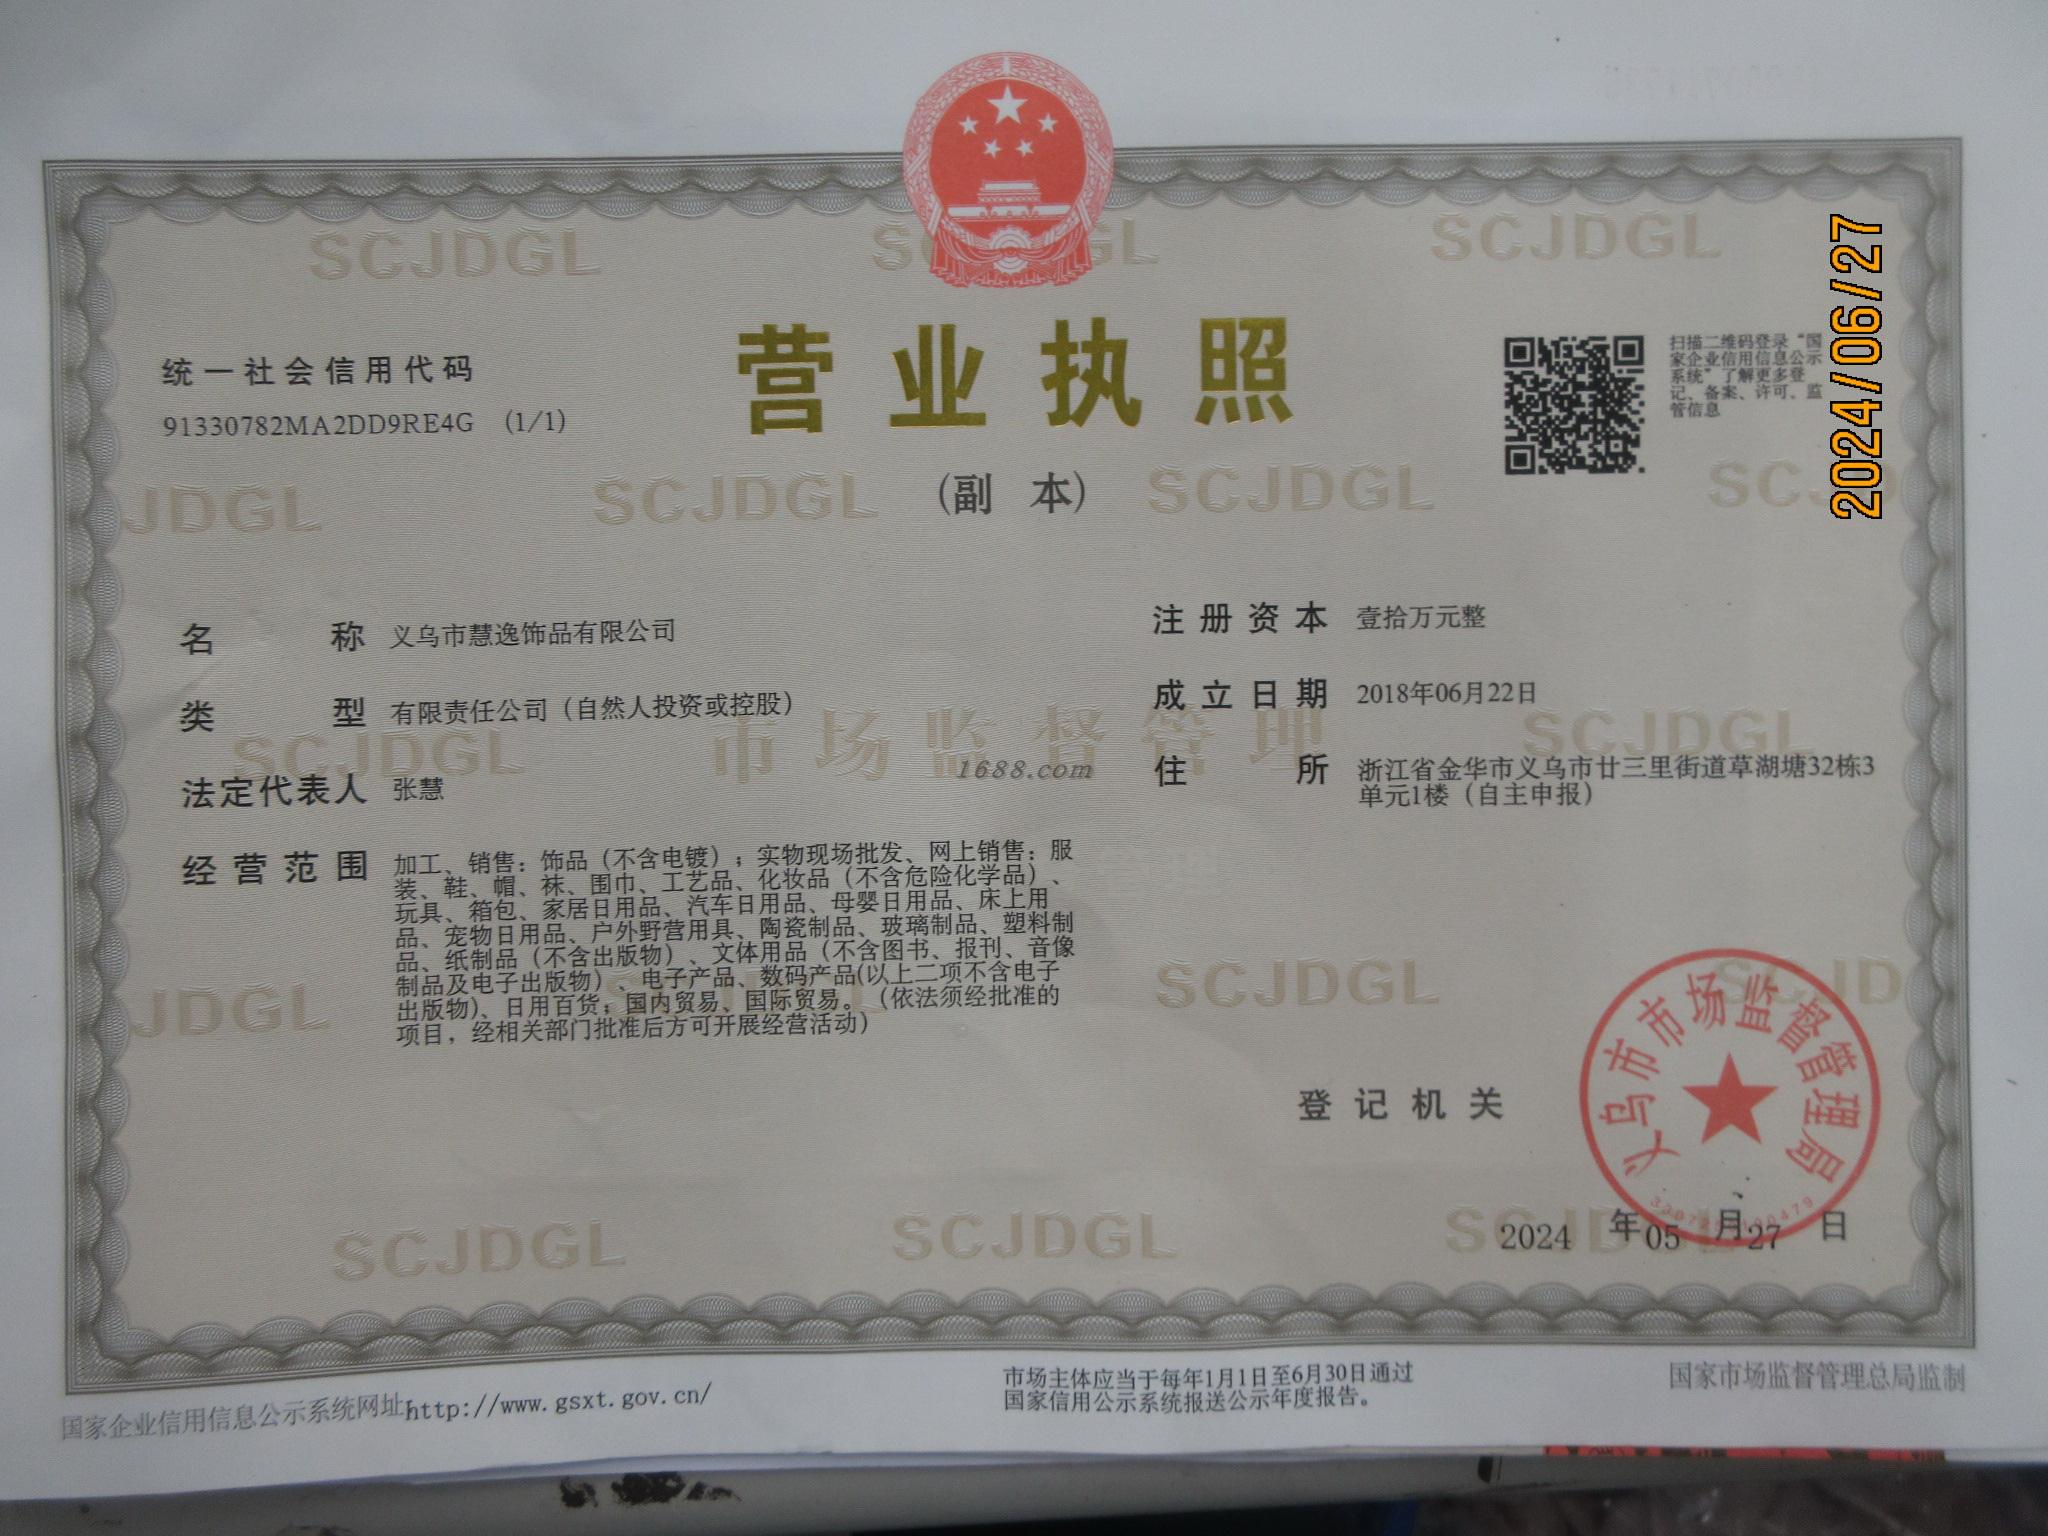 SCJDGL
SCJDGL
SCJDGL
2024/06/27
统一社会信用代码
91330782MA2DD9RE4G (1/1)
营业执照
(副 本)
扫描二维码登录“国
家企业信用信息公示
系统”了解更多登
记、备案、许可、监
管信息
JDGL
SCJDGL
SCJDGL
SCJD
名 称 义乌市慧逸饰品有限公司
类 型 有限责任公司（自然人投资或控股）
法定代表人 张慧
经营范围 加工、销售：饰品（不含电镀）；实物现场批发、网上销售：服
装、鞋、帽、袜、围巾、工艺品、化妆品（不含危险化学品）、
玩具、箱包、家居日用品、汽车日用品、母婴日用品、床上用
品、宠物日用品、户外野营用具、陶瓷制品、玻璃制品、塑料制
品、纸制品（不含出版物）、文体用品（不含图书、报刊、音像
制品及电子出版物）、电子产品、数码产品(以上二项不含电子
出版物)、日用百货；国内贸易、国际贸易。（依法须经批准的
项目，经相关部门批准后方可开展经营活动）
注册资本 壹拾万元整
成立日期 2018年06月22日
住 所 浙江省金华市义乌市廿三里街道草湖塘32栋3
单元1楼（自主申报）
SCJDGL
市场监督管理
SCJDGL
1688.com
JDGL
SCJDGL
SCJDGL
SCJD
登记机关
义乌市市场监督管理局
2024 年05 月27 日
SCJDGL
SCJDGL
SCJDGL
国家企业信用信息公示系统网址:http://www.gsxt.gov.cn/
市场主体应当于每年1月1日至6月30日通过
国家信用公示系统报送公示年度报告。
国家市场监督管理总局监制